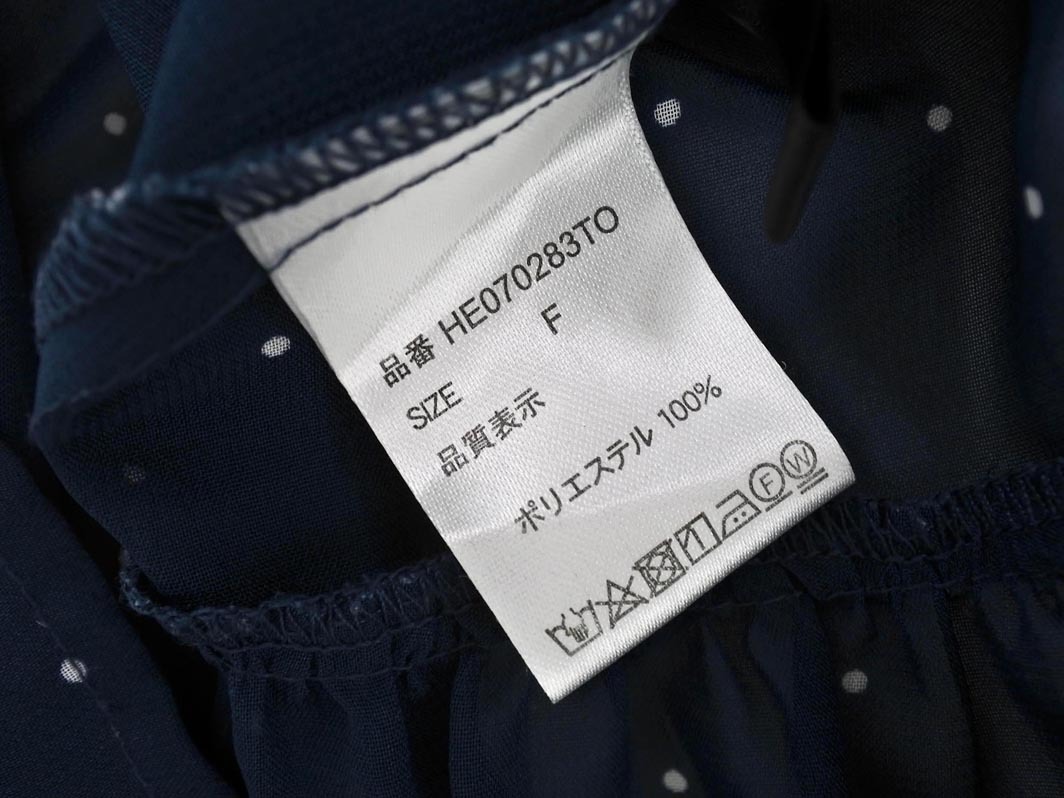 品番 HE070283TO
SIZE F
品質表示
ポリエステル 100%
F W